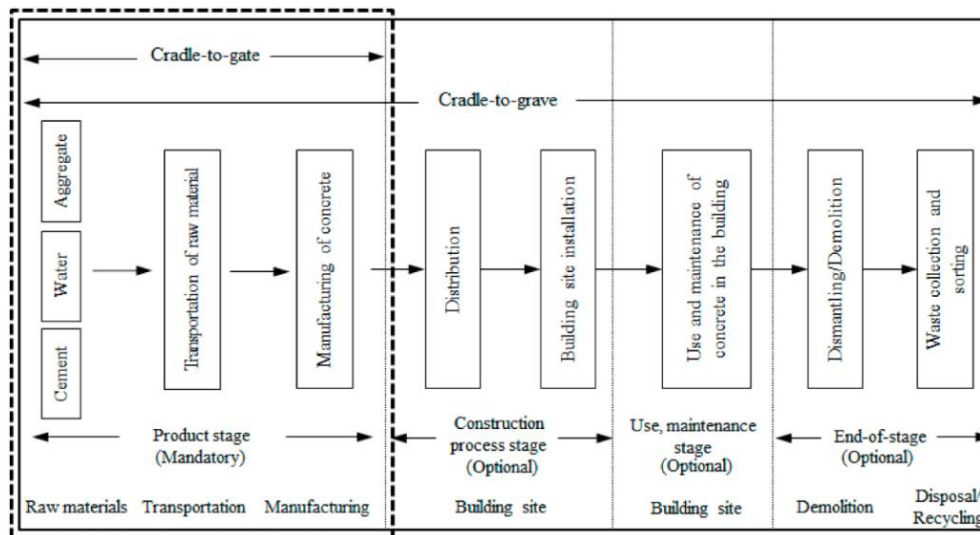 Cradle-to-gate
Cradle-to-grave
Aggregate
Water
Cement
Transportation of raw material
Manufacturing of concrete
Distribution
Building site installation
Use and maintenance of
concrete in the building
Dismantling/Demolition
Waste collection and
sorting
Product stage
(Mandatory)
Construction
process stage
(Optional)
Use, maintenance
stage
(Optional)
End-of-stage
(Optional)
Raw materials
Transportation
Manufacturing
Building site
Building site
Demolition
Disposal/
Recycling